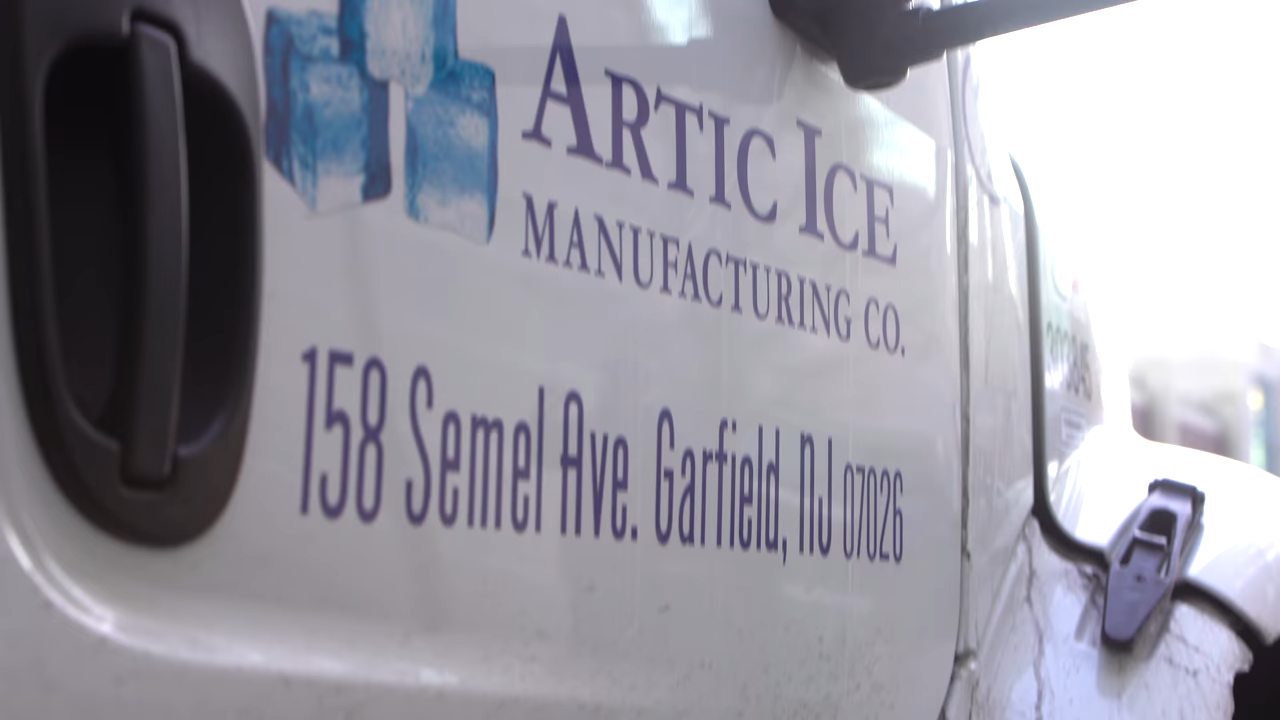 ARTIC ICE
MANUFACTURING CO.
158 Semel Ave. Garfield, NJ 07026